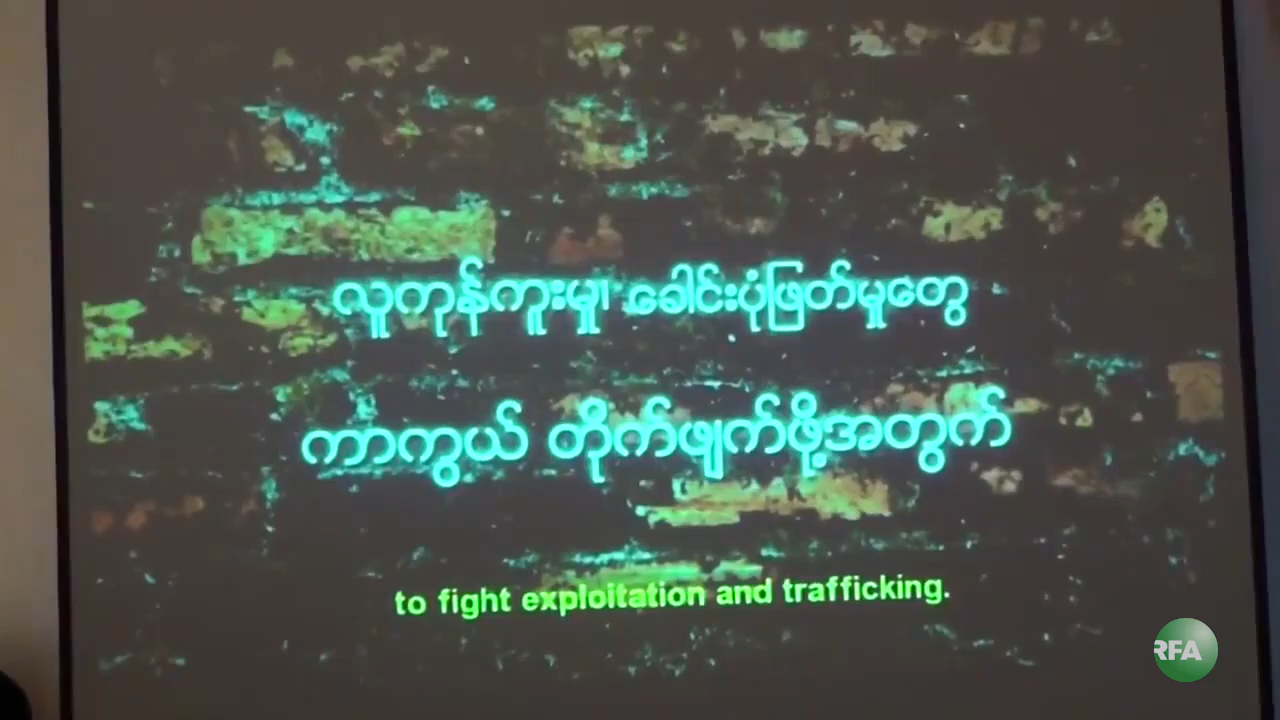 လူကုန်ကူးမှု၊ ခေါင်းပုံဖြတ်မှုတွေ
ကာကွယ် တိုက်ဖျက်ဖို့အတွက်
to fight exploitation and trafficking.
RFA